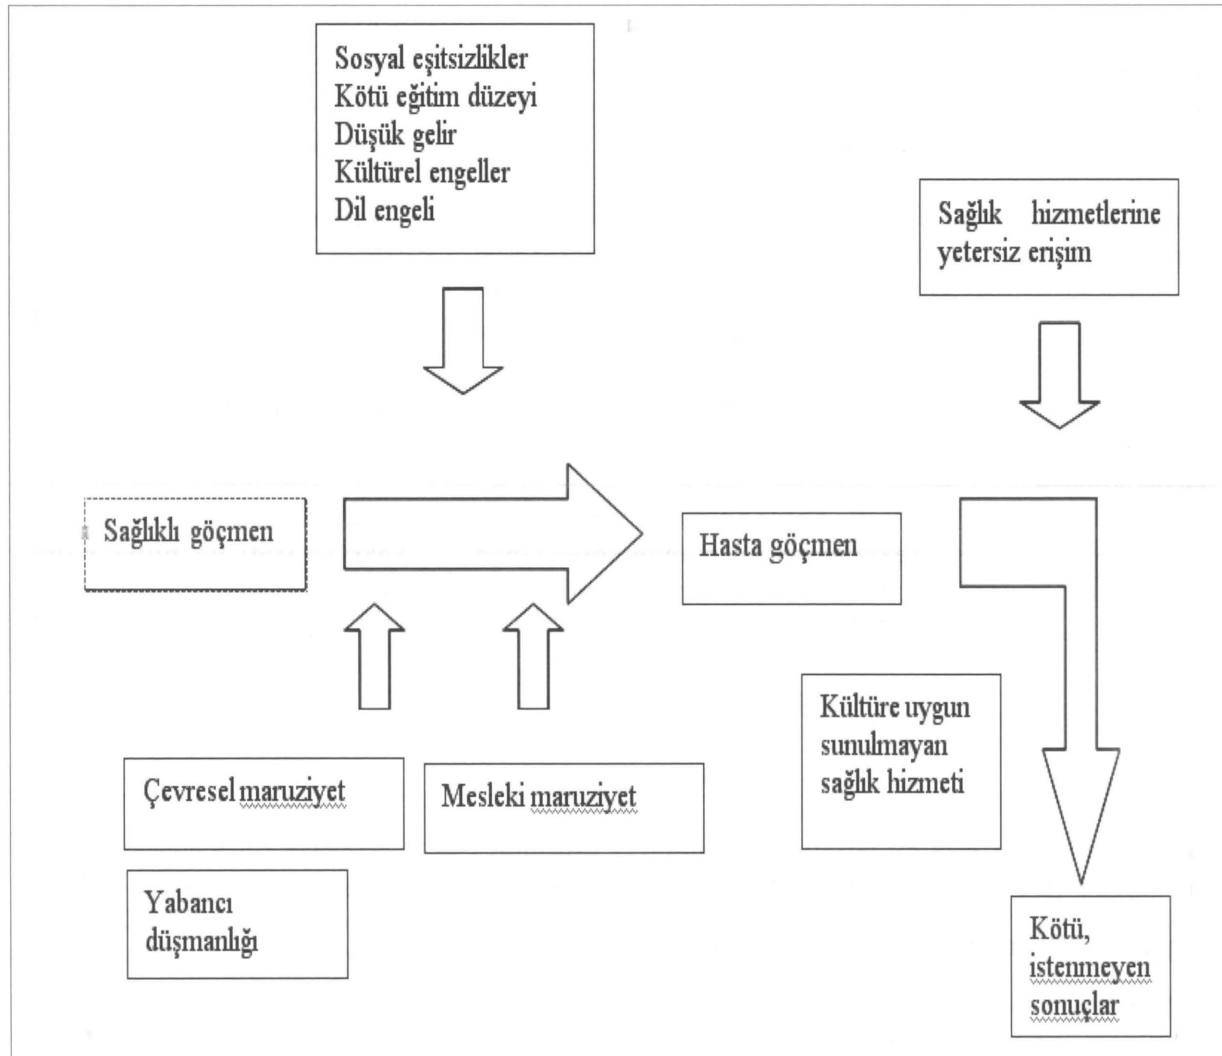 Sosyal eşitsizlikler
Kötü eğitim düzeyi
Düşük gelir
Kültürel engeller
Dil engeli
Sağlık hizmetlerine
yetersiz erişim
Sağlıklı göçmen
Hasta göçmen
Kültüre uygun
sunulmayan
sağlık hizmeti
Çevresel maruziyet
Mesleki maruziyet
Yabancı
düşmanlığı
Kötü,
istenmeyen
sonuçlar